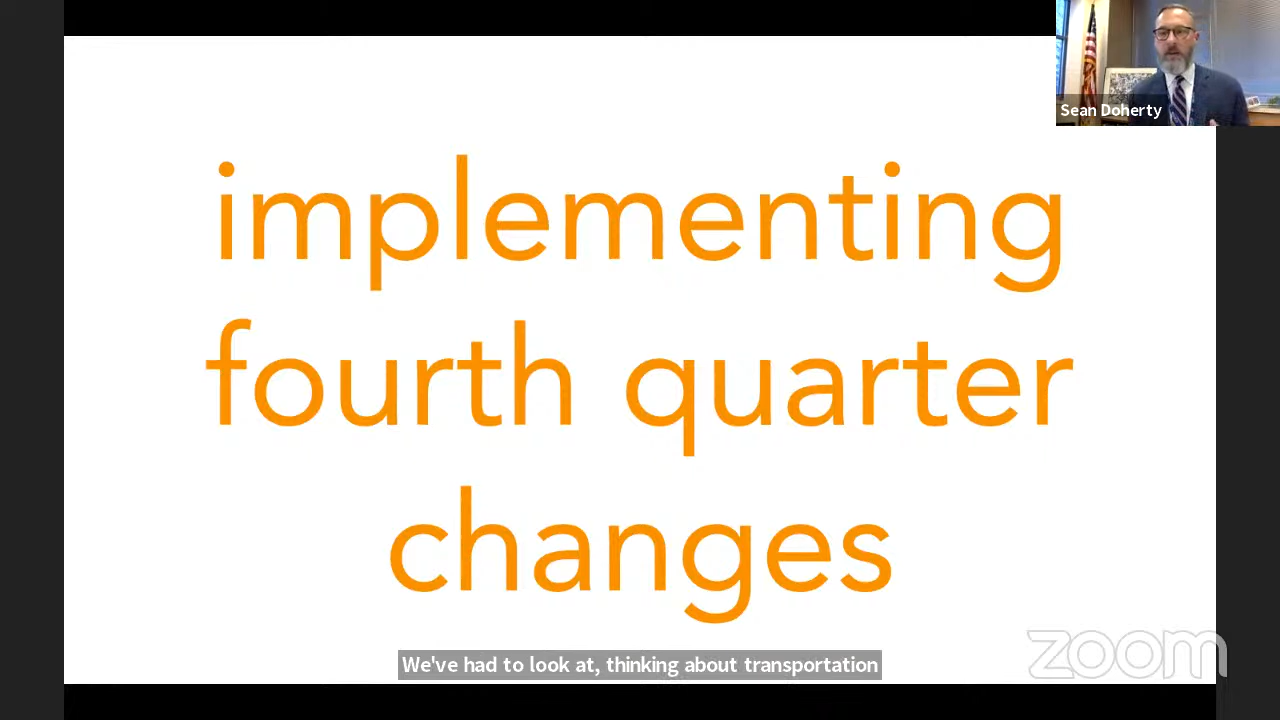 Sean Doherty
implementing
fourth quarter
changes
We've had to look at, thinking about transportation
zoom